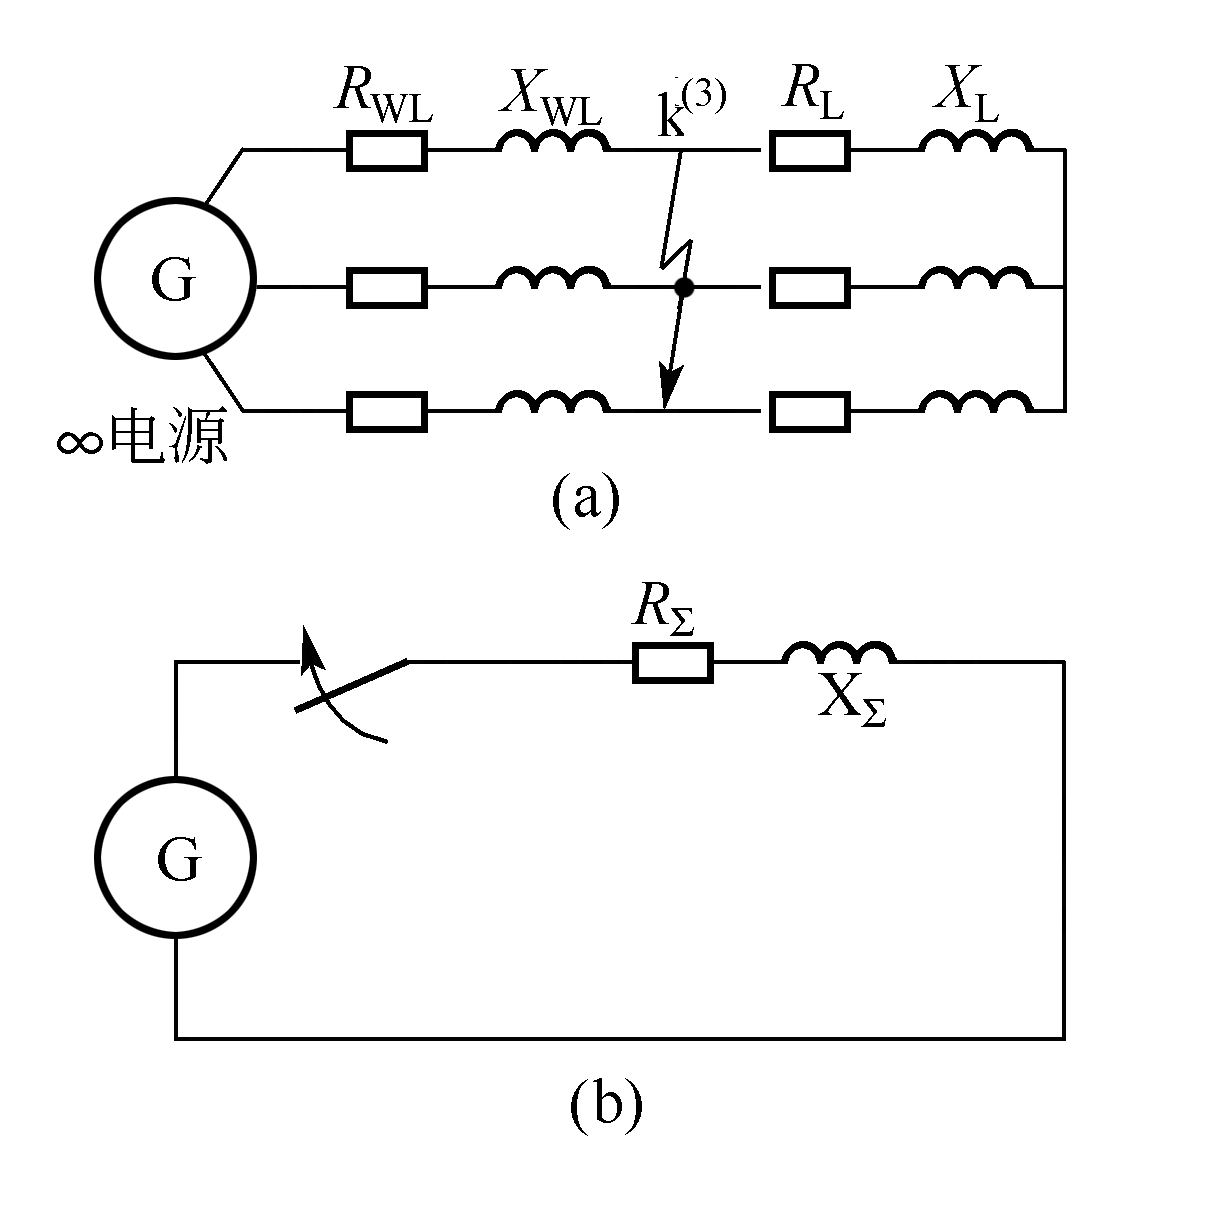 R_WL X_WL k^(3) R_L X_L
G
∞电源
(a)
R_Σ
X_Σ
G
(b)